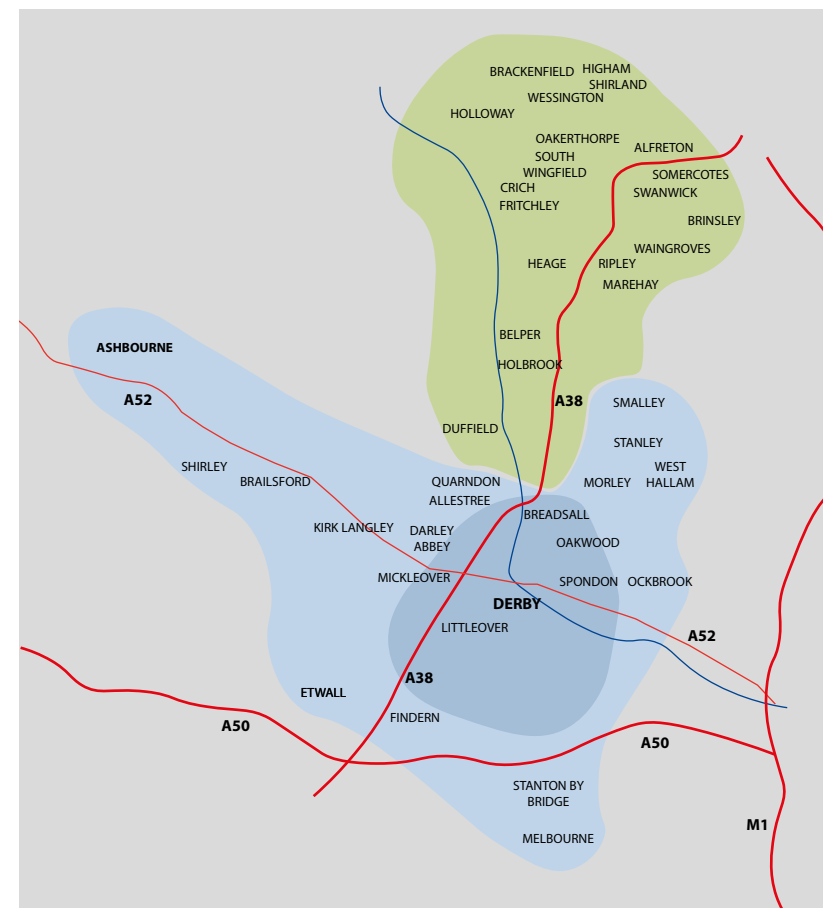 BRACKENFIELD
HIGHAM
SHIRLAND
WESSINGTON
HOLLOWAY
OAKERTHORPE
ALFRETON
SOUTH
WINGFIELD
SOMERCOTES
CRICH
SWANWICK
FRITCHLEY
BRINSLEY
WAINGROVES
HEAGE
RIPLEY
MAREHAY
BELPER
ASHBOURNE
HOLBROOK
A52
A38
SMALLEY
DUFFIELD
STANLEY
SHIRLEY
WEST
HALLAM
BRAILSFORD
QUARNDON
MORLEY
ALLESTREE
BREADSALL
KIRK LANGLEY
DARLEY
ABBEY
OAKWOOD
MICKLEOVER
SPONDON
OCKBROOK
DERBY
LITTLEOVER
A52
A38
ETWALL
FINDERN
A50
A50
STANTON BY
BRIDGE
M1
MELBOURNE